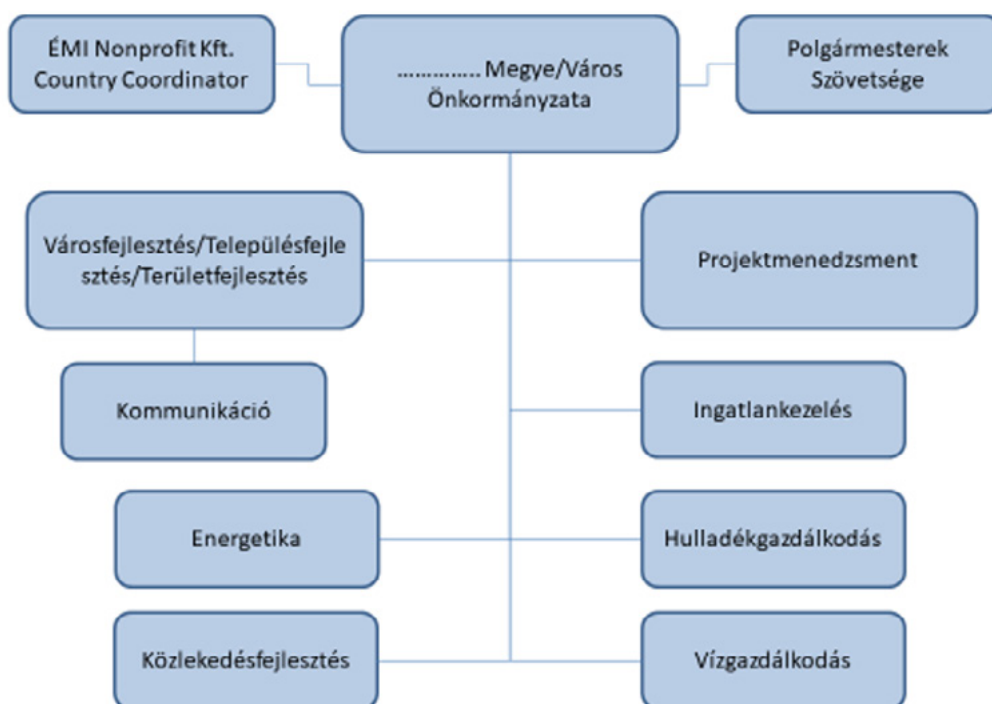 ÉMI Nonprofit Kft.
Country Coordinator
.............. Megye/Város
Önkormányzata
Polgármesterek
Szövetsége
Városfejlesztés/Településfejle
sztés/Területfejlesztés
Projektmenedzsment
Kommunikáció
Ingatlankezelés
Energetika
Hulladékgazdálkodás
Közlekedésfejlesztés
Vízgazdálkodás